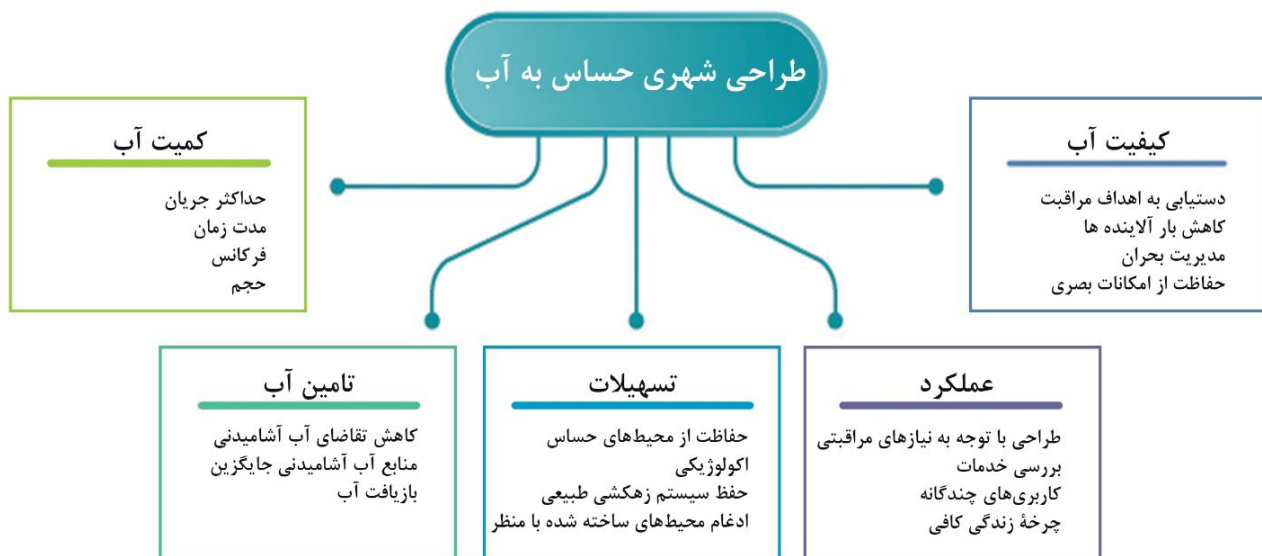 طراحی شهری حساس به آب
کیفیت آب
دستیابی به اهداف مراقبت
کاهش بار آلاینده ها
مدیریت بحران
حفاظت از امکانات بصری
عملکرد
طراحی با توجه به نیازهای مراقبتی
بررسی خدمات
کاربری‌های چندگانه
چرخهٔ زندگی کافی
تسهیلات
حفاظت از محیط‌های حساس
اکولوژیکی
حفظ سیستم زهکشی طبیعی
ادغام محیط‌های ساخته شده با منظر
تامین آب
کاهش تقاضای آب آشامیدنی
منابع آب آشامیدنی جایگزین
بازیافت آب
کمیت آب
حداکثر جریان
مدت زمان
فرکانس
حجم